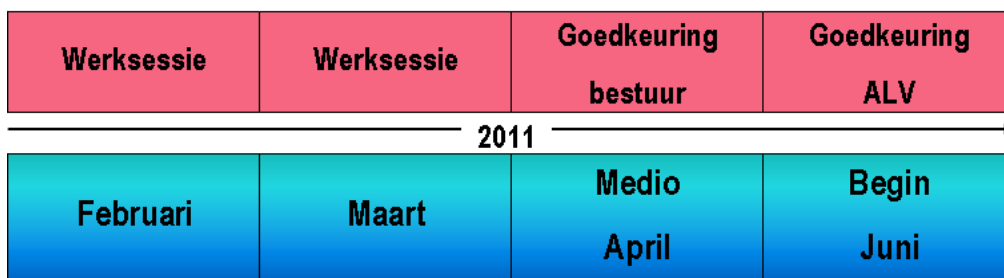 Werksessie
Werksessie
Goedkeuring
bestuur
Goedkeuring
ALV
2011
Februari
Maart
Medio
April
Begin
Juni